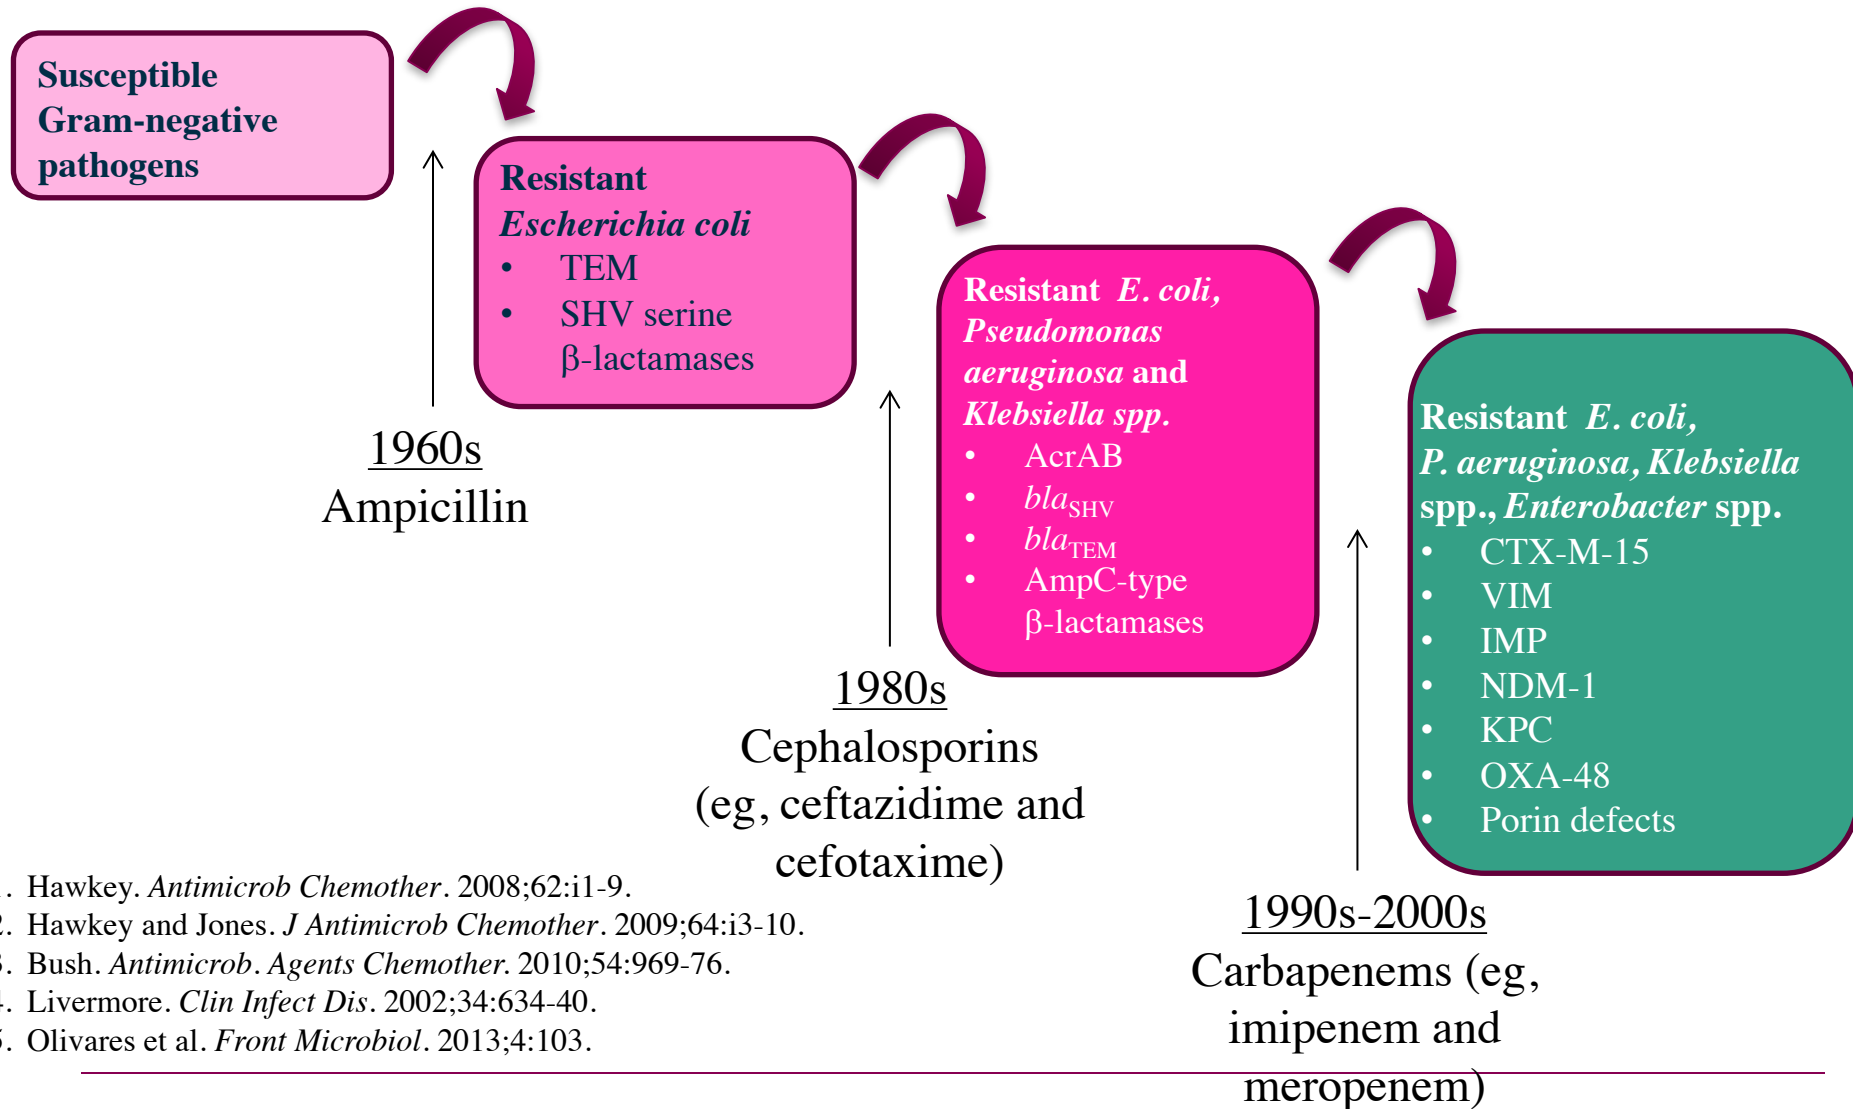 Susceptible
Gram-negative
pathogens
Resistant
Escherichia coli
• TEM
• SHV serine
β-lactamases
1960s
Ampicillin
Resistant E. coli,
Pseudomonas
aeruginosa and
Klebsiella spp.
• AcrAB
• blaSHV
• blaTEM
• AmpC-type
β-lactamases
1980s
Cephalosporins
(eg, ceftazidime and
cefotaxime)
Resistant E. coli,
P. aeruginosa, Klebsiella
spp., Enterobacter spp.
• CTX-M-15
• VIM
• IMP
• NDM-1
• KPC
• OXA-48
• Porin defects
1990s-2000s
Carbapenems (eg,
imipenem and
meropenem)
. Hawkey. Antimicrob Chemother. 2008;62:i1-9.
2. Hawkey and Jones. J Antimicrob Chemother. 2009;64:i3-10.
3. Bush. Antimicrob. Agents Chemother. 2010;54:969-76.
4. Livermore. Clin Infect Dis. 2002;34:634-40.
5. Olivares et al. Front Microbiol. 2013;4:103.